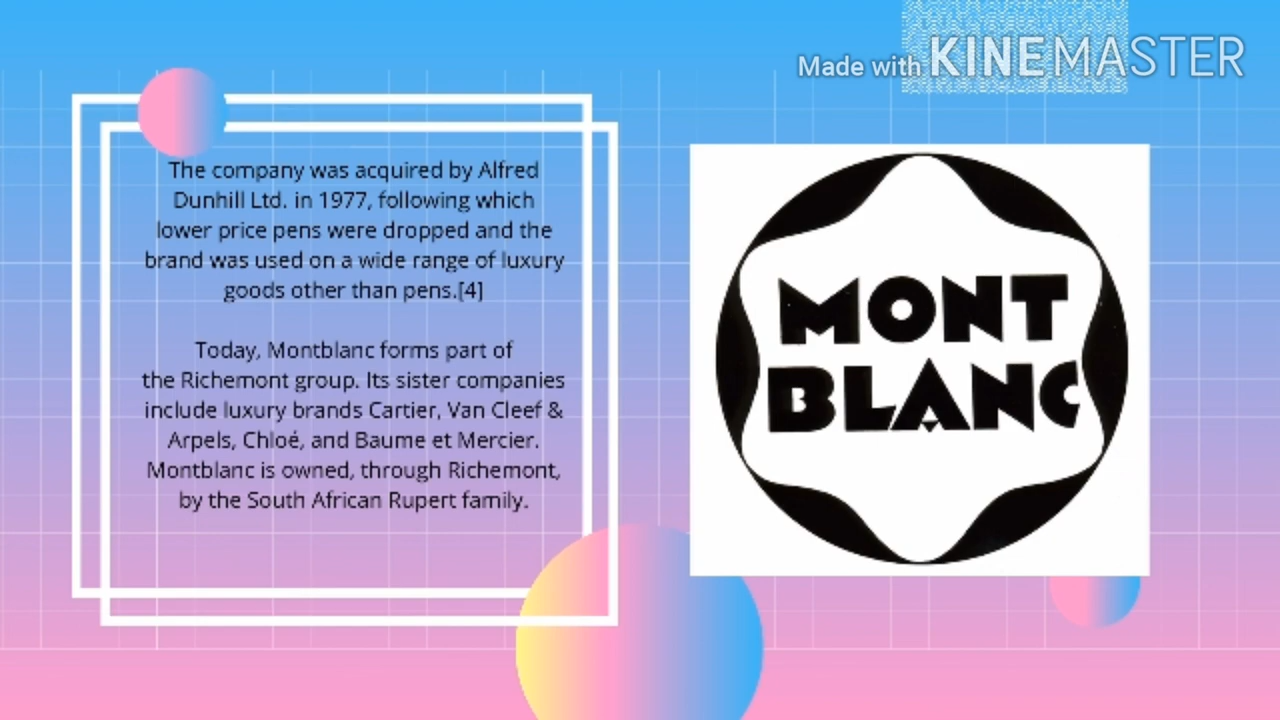 Made with KINEMASTER
The company was acquired by Alfred
Dunhill Ltd. in 1977, following which
lower price pens were dropped and the
brand was used on a wide range of luxury
goods other than pens.[4]
Today, Montblanc forms part of
the Richemont group. Its sister companies
include luxury brands Cartier, Van Cleef &
Arpels, Chloé, and Baume et Mercier.
Montblanc is owned, through Richemont,
by the South African Rupert family.
MONT
BLANC